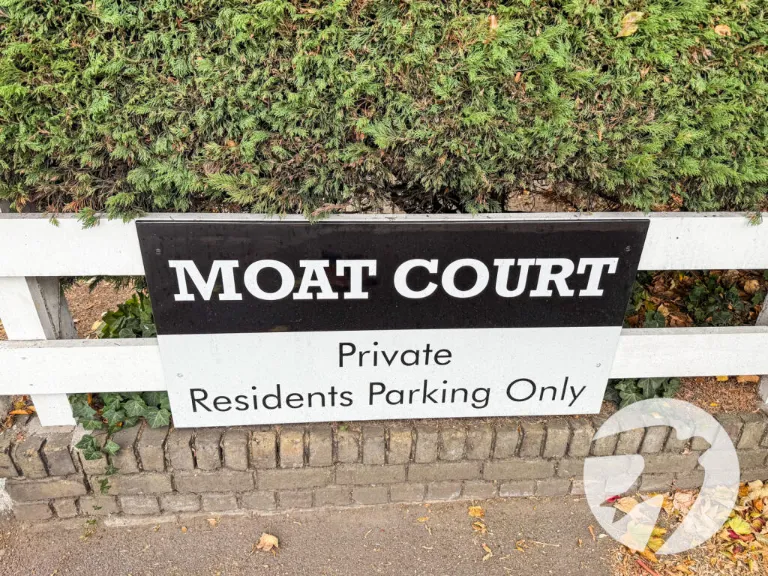 MOAT COURT
Private
Residents Parking Only